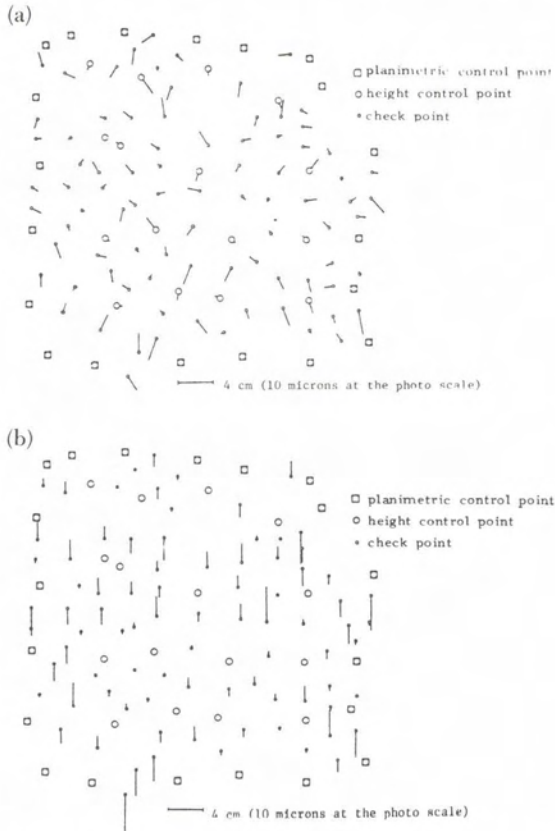 (a)
planimetric control point
height control point
check point
4 cm (10 microns at the photo scale)
(b)
planimetric control point
height control point
check point
4 cm (10 microns at the photo scale)